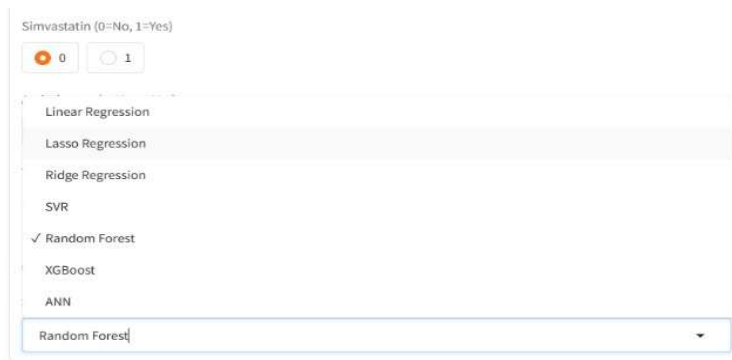 Simvastatin (0=No, 1=Yes)
0 1
Linear Regression
Lasso Regression
Ridge Regression
SVR
✓ Random Forest
XGBoost
ANN
Random Forest